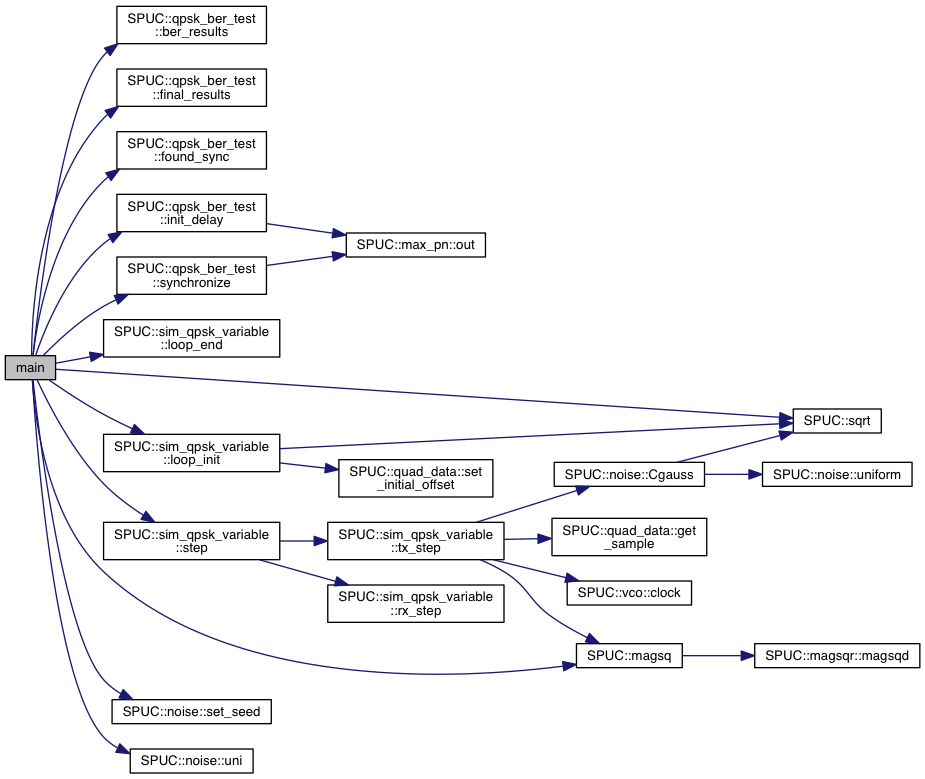 SPUC::qpsk_ber_test
::ber_results
SPUC::qpsk_ber_test
::final_results
SPUC::qpsk_ber_test
::found_sync
SPUC::qpsk_ber_test
::init_delay
SPUC::max_pn::out
SPUC::qpsk_ber_test
::synchronize
SPUC::sim_qpsk_variable
::loop_end
main
SPUC::sqrt
SPUC::sim_qpsk_variable
::loop_init
SPUC::quad_data::set
_initial_offset
SPUC::noise::Cgauss
SPUC::noise::uniform
SPUC::sim_qpsk_variable
::step
SPUC::sim_qpsk_variable
::tx_step
SPUC::quad_data::get
_sample
SPUC::vco::clock
SPUC::sim_qpsk_variable
::rx_step
SPUC::magsq
SPUC::magsqr::magsqd
SPUC::noise::set_seed
SPUC::noise::uni